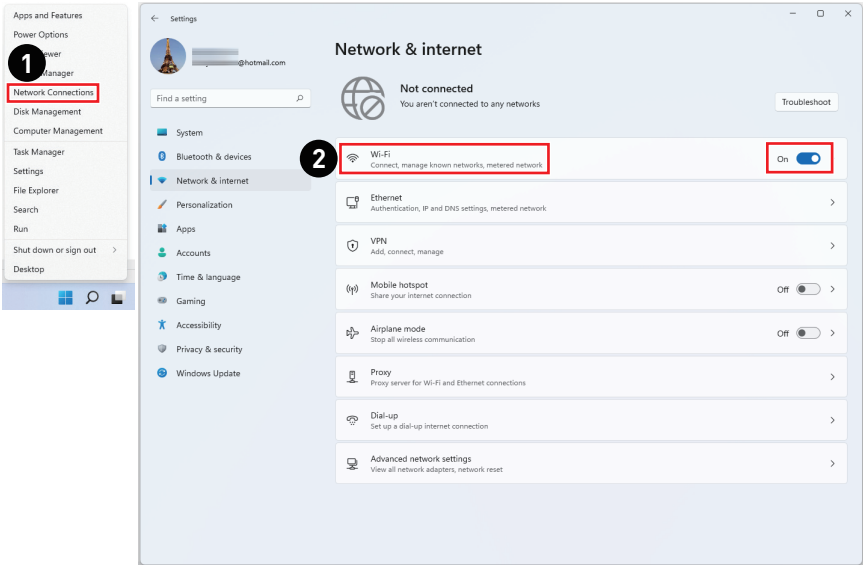 Apps and Features
Power Options
ewer
1
Manager
Network Connections
Disk Management
Computer Management
Task Manager
Settings
File Explorer
Search
Run
Shut down or sign out
Desktop
Settings
@hotmail.com
Find a setting
System
Bluetooth & devices
Network & internet
Personalization
Apps
Accounts
Time & language
Gaming
Accessibility
Privacy & security
Windows Update
Network & internet
Not connected
You aren't connected to any networks
Troubleshoot
2
Wi-Fi
Connect, manage known networks, metered network
On
Ethernet
Authentication, IP and DNS settings, metered network
VPN
Add, connect, manage
Mobile hotspot
Share your internet connection
Off
Airplane mode
Stop all wireless communication
Off
Proxy
Proxy server for Wi-Fi and Ethernet connections
Dial-up
Set up a dial-up internet connection
Advanced network settings
View all network adapters, network reset